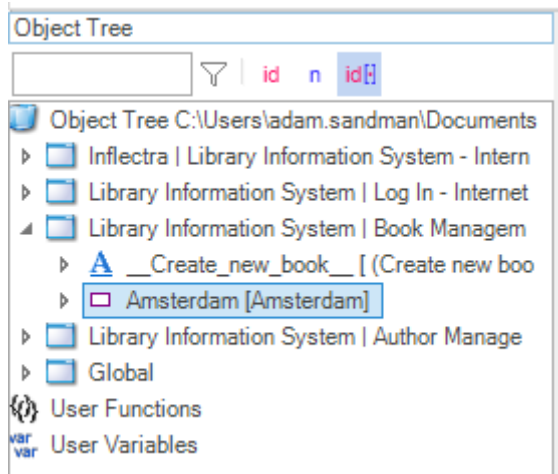 Object Tree
id n id[·]
Object Tree C:\Users\adam.sandman\Documents
Inflectra | Library Information System - Intern
Library Information System | Log In - Internet
Library Information System | Book Managem
A __Create_new_book__ [ (Create new boo
Amsterdam [Amsterdam]
Library Information System | Author Manage
Global
{()} User Functions
var var User Variables